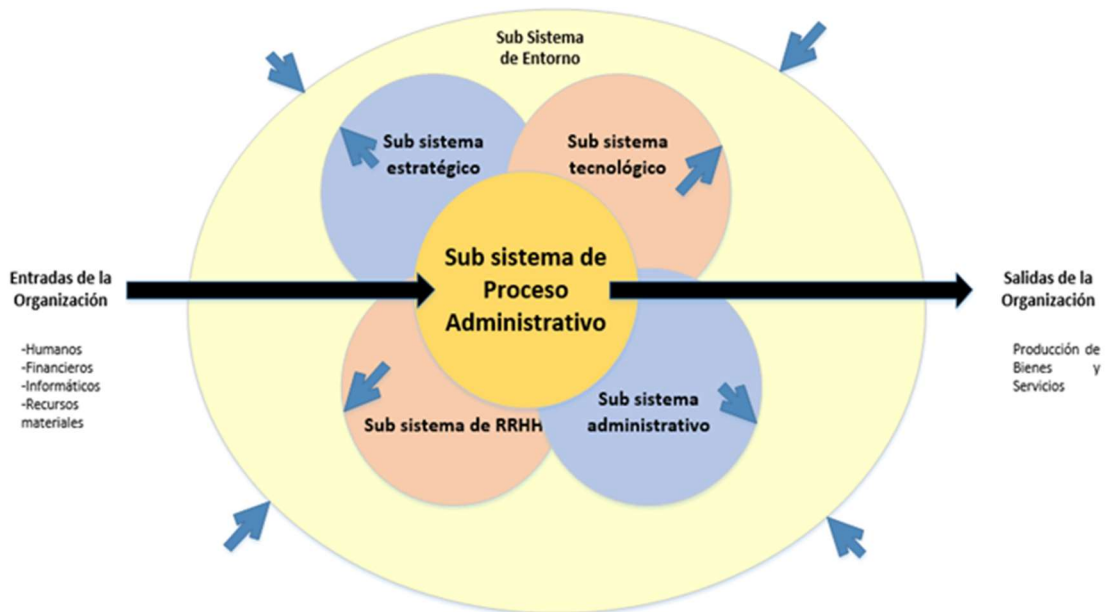 Sub Sistema
de Entorno
Sub sistema
estratégico
Sub sistema
tecnológico
Sub sistema de
Proceso
Administrativo
Entradas de la
Organización
-Humanos
-Financieros
-Informáticos
-Recursos
materiales
Salidas de la
Organización
Producción de
Bienes y
Servicios
Sub sistema de RRHH
Sub sistema
administrativo